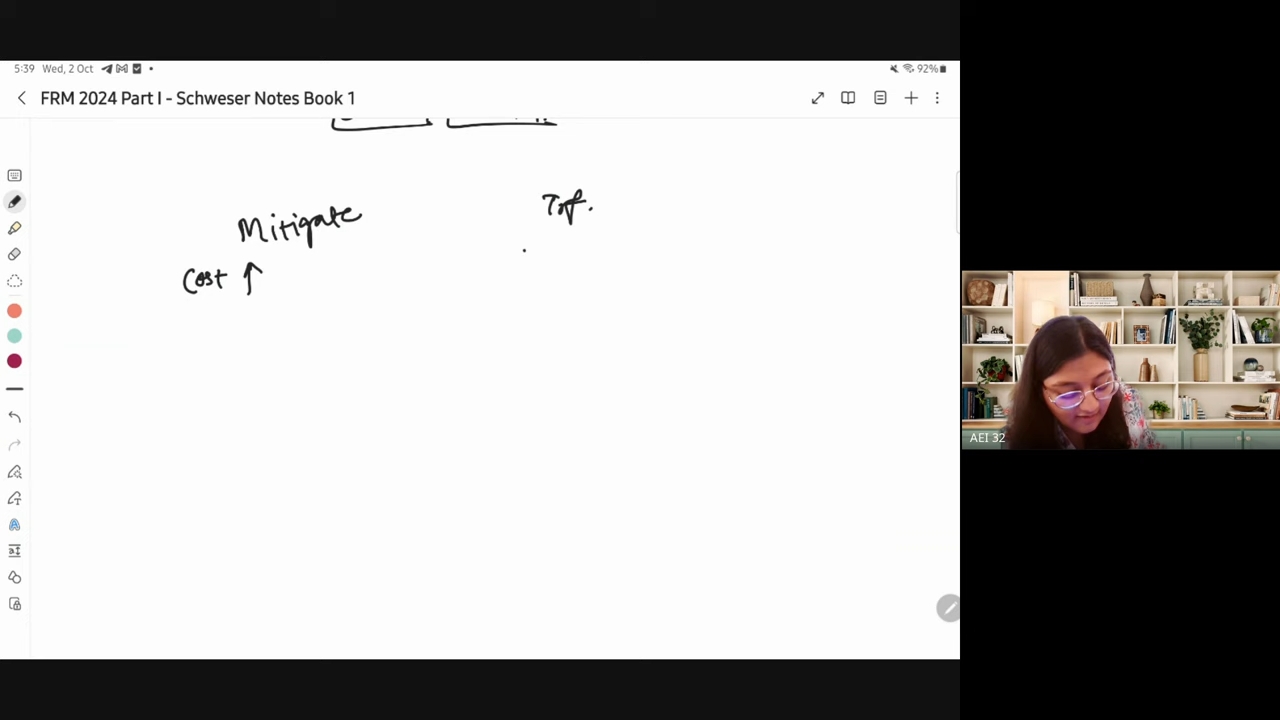 5:39 Wed, 2 Oct
92%
FRM 2024 Part I - Schweser Notes Book 1
Trf.
Mitigate
Cost ↑
AEI 32